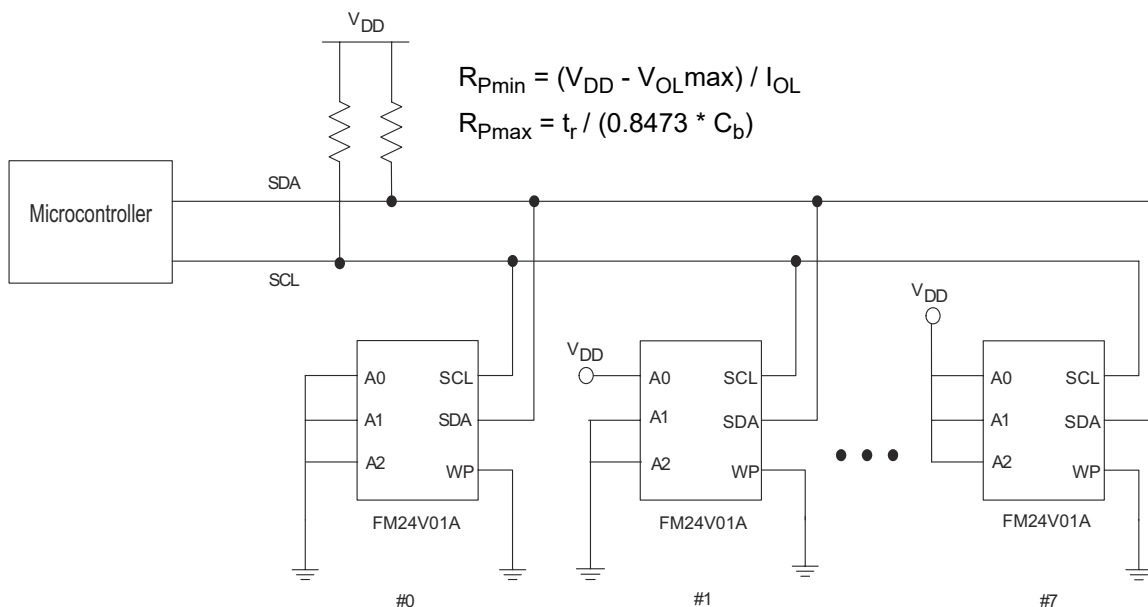 VDD
RPmin = (VDD - VOLmax) / IOL
RPmax = tr / (0.8473 * Cb)
SDA
Microcontroller
SCL
VDD
VDD
A0 SCL
A1 SDA
A2 WP
FM24V01A
#0
A0 SCL
A1 SDA
A2 WP
FM24V01A
#1
A0 SCL
A1 SDA
A2 WP
FM24V01A
#7